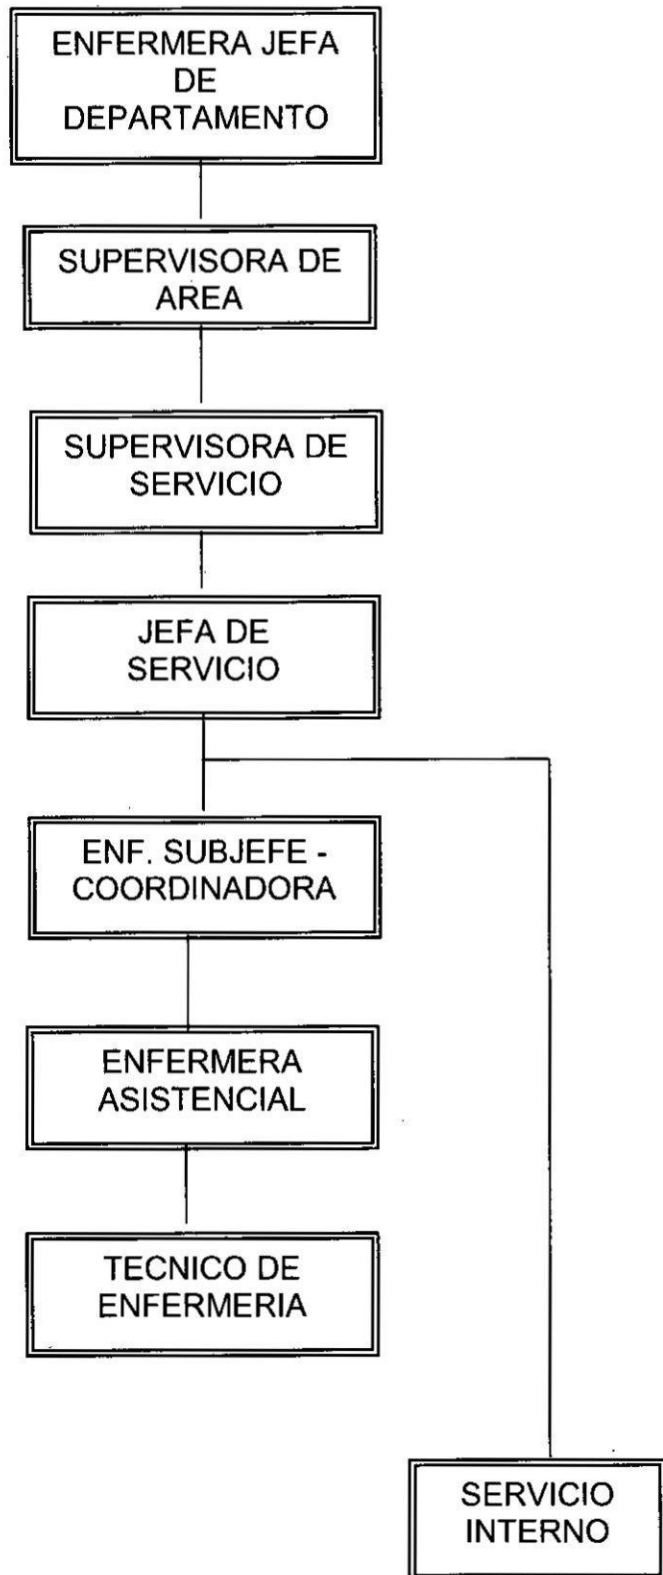 ENFERMERA JEFA
DE
DEPARTAMENTO
SUPERVISORA DE
AREA
SUPERVISORA DE
SERVICIO
JEFA DE
SERVICIO
ENF. SUBJEFE -
COORDINADORA
ENFERMERA
ASISTENCIAL
TECNICO DE
ENFERMERIA
SERVICIO
INTERNO